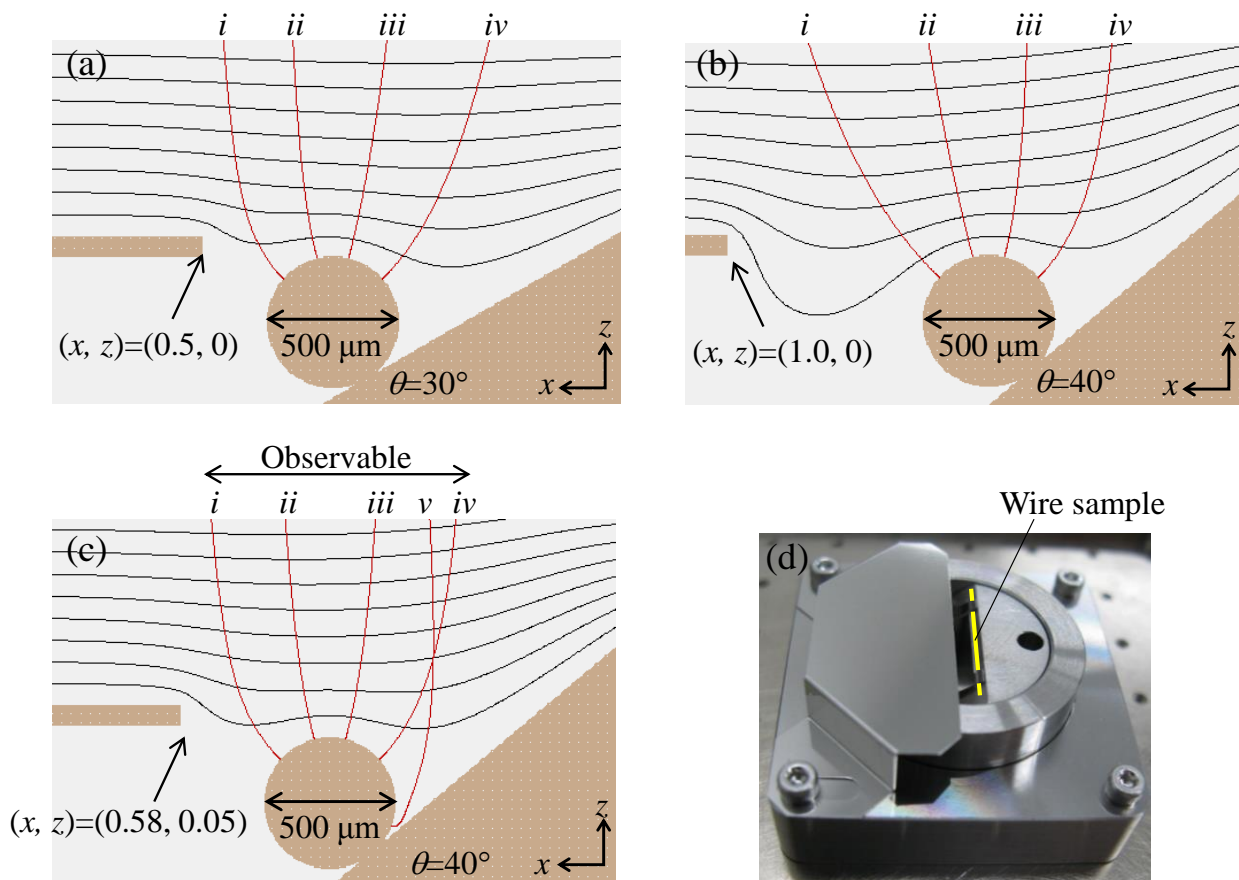 i ii iii iv
(a)
(x, z)=(0.5, 0)
500 μm
θ=30°
z
x
i ii iii iv
(b)
(x, z)=(1.0, 0)
500 μm
θ=40°
z
x
Observable
i ii iii v iv
(c)
(x, z)=(0.58, 0.05)
500 μm
θ=40°
z
x
Wire sample
(d)